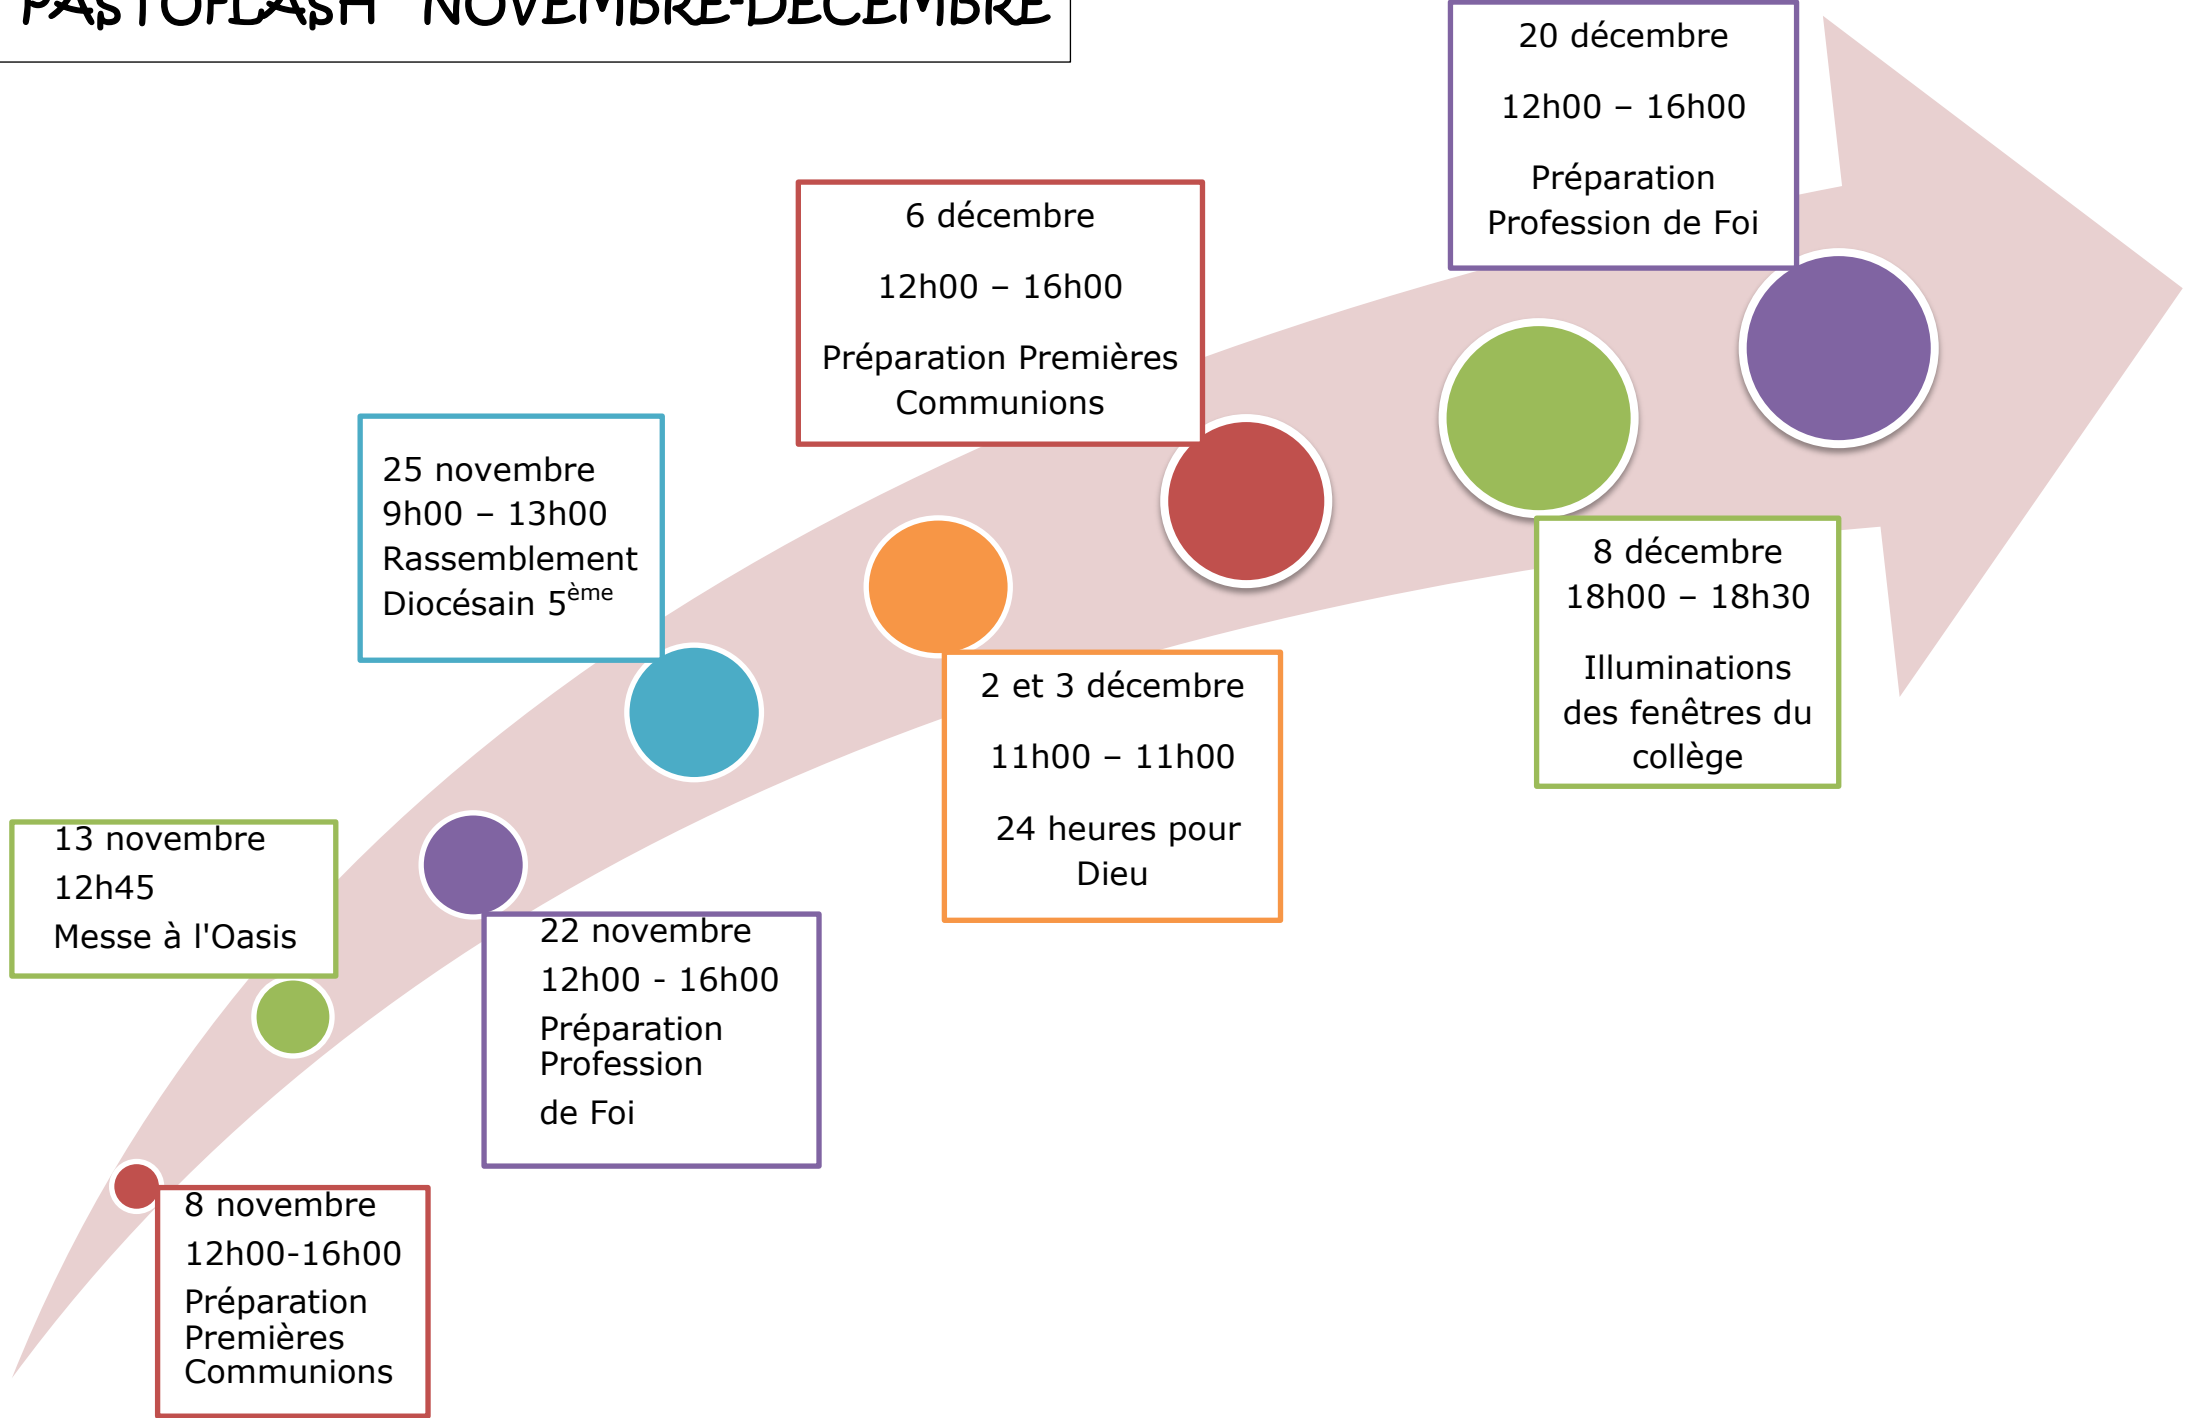 PASTOFLASH NOVEMBRE-DECEMBRE
20 décembre
12h00 – 16h00
Préparation
Profession de Foi
6 décembre
12h00 – 16h00
Préparation Premières
Communions
25 novembre
9h00 – 13h00
Rassemblement
Diocésain 5ème
8 décembre
18h00 – 18h30
Illuminations
des fenêtres du
collège
2 et 3 décembre
11h00 – 11h00
24 heures pour
Dieu
13 novembre
12h45
Messe à l'Oasis
22 novembre
12h00 - 16h00
Préparation
Profession
de Foi
8 novembre
12h00-16h00
Préparation
Premières
Communions